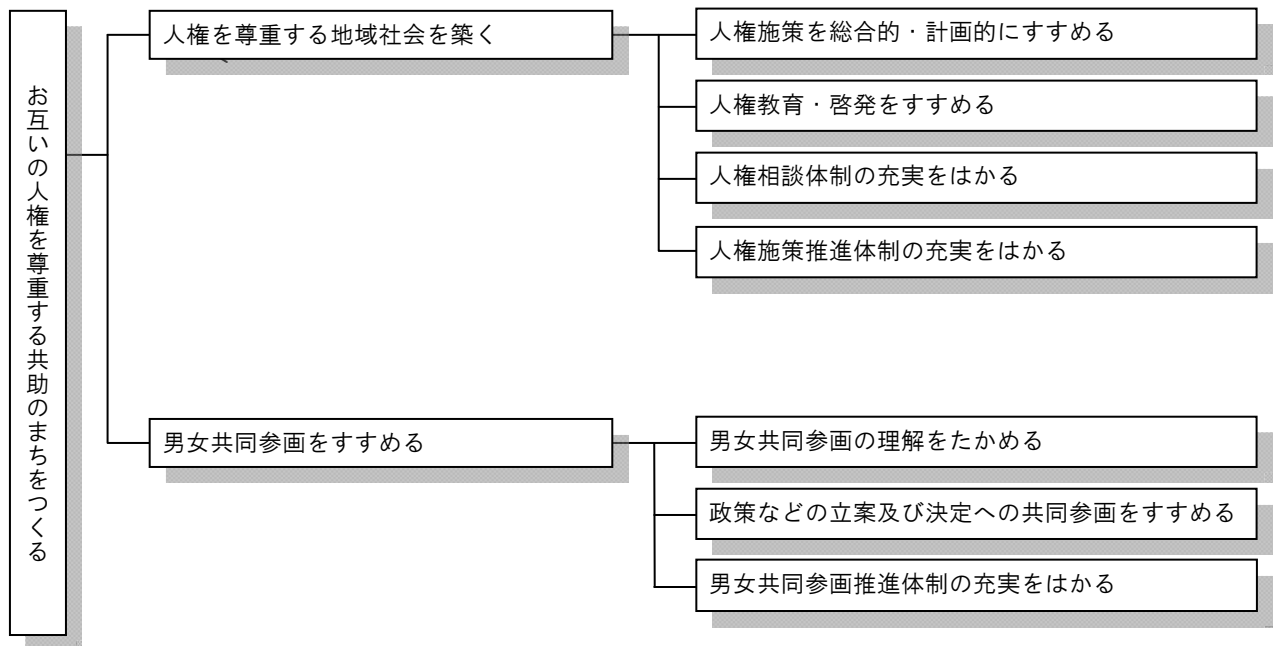 お互いの人権を尊重する共助のまちをつくる
人権を尊重する地域社会を築く
人権施策を総合的・計画的にすすめる
人権教育・啓発をすすめる
人権相談体制の充実をはかる
人権施策推進体制の充実をはかる
男女共同参画をすすめる
男女共同参画の理解をたかめる
政策などの立案及び決定への共同参画をすすめる
男女共同参画推進体制の充実をはかる